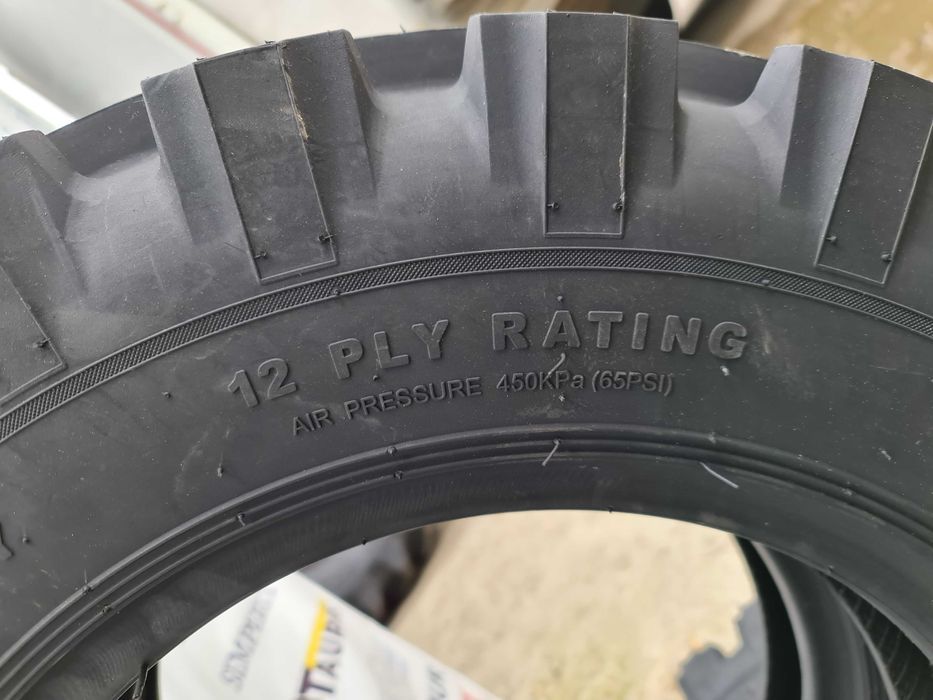 12 PLY RATING
AIR PRESSURE 450KPa (65PSI)
Y